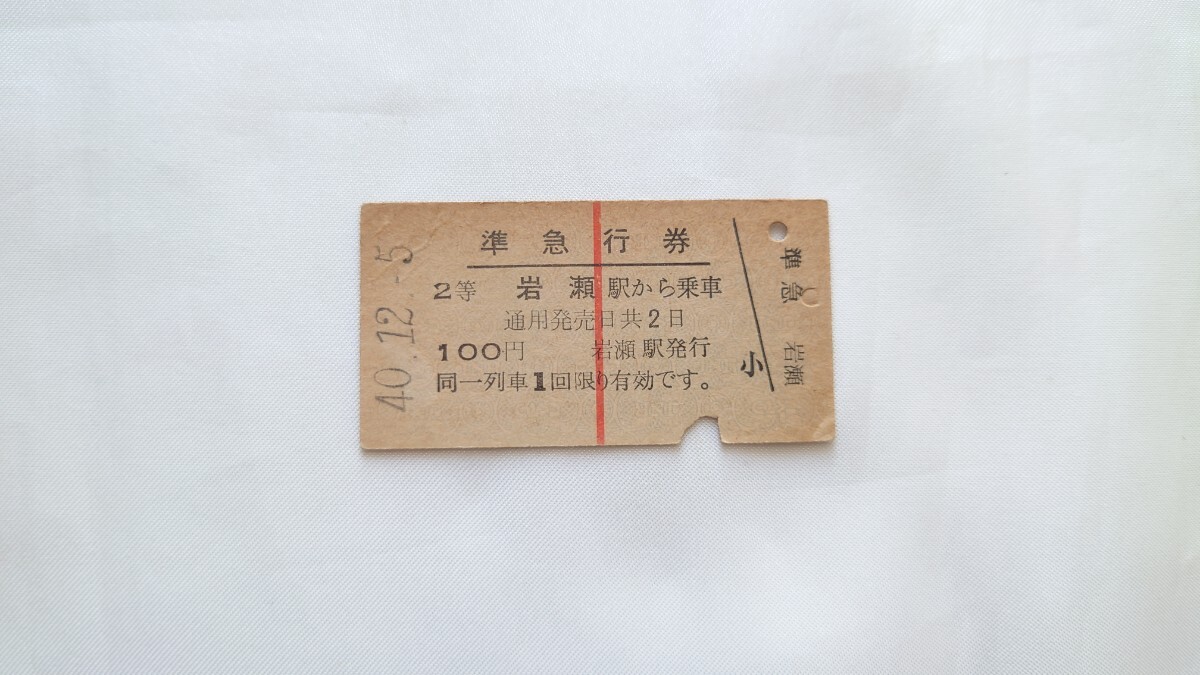 40.12.-5
準急行券
2等 岩瀬駅から乗車
通用発売日共2日
100円 岩瀬駅発行
同一列車1回限り有効です。
小
準急 岩瀬